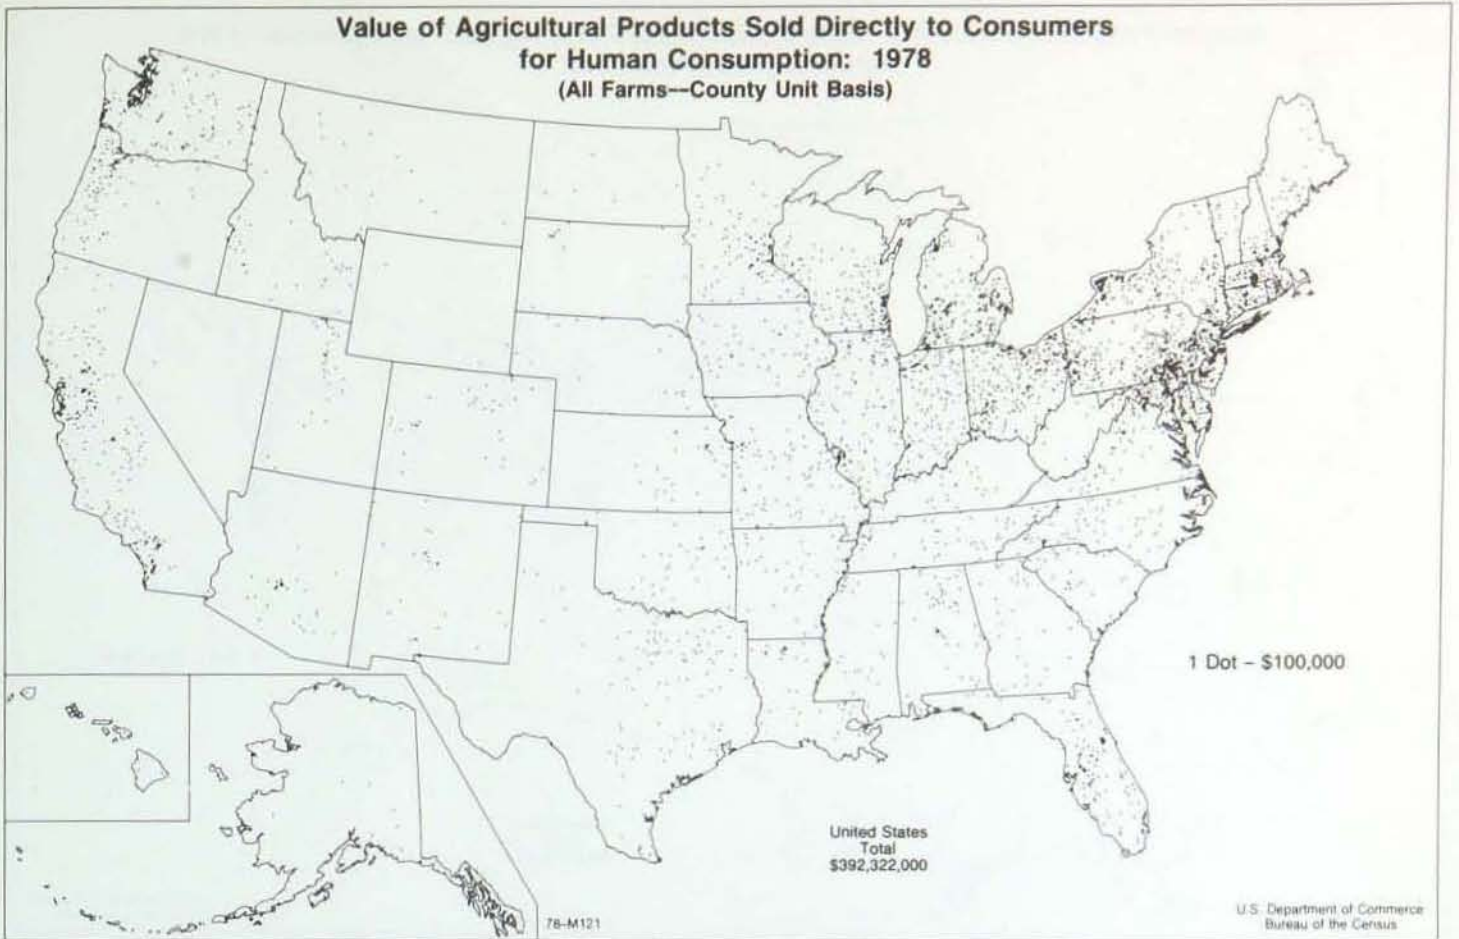 Value of Agricultural Products Sold Directly to Consumers
for Human Consumption: 1978
(All Farms--County Unit Basis)
1 Dot - $100,000
United States
Total
$392,322,000
78-M121
U.S. Department of Commerce
Bureau of the Census